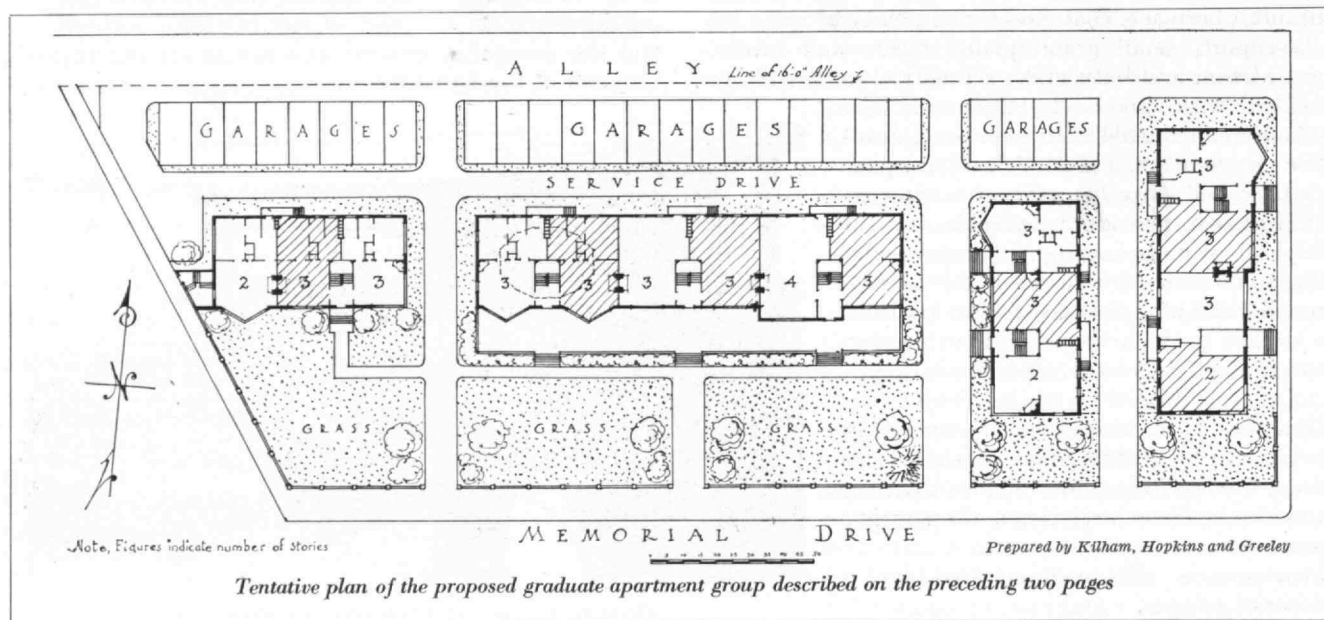 ALLEY Line of 16'-0" Alley
GARAGES GARAGES GARAGES
SERVICE DRIVE
3
3
2 3 3 3 3 3 3 4 3
3
3
3
2
2
N
GRASS GRASS GRASS
MEMORIAL DRIVE
Note, Figures indicate number of stories
Prepared by Kilham, Hopkins and Greeley
Tentative plan of the proposed graduate apartment group described on the preceding two pages